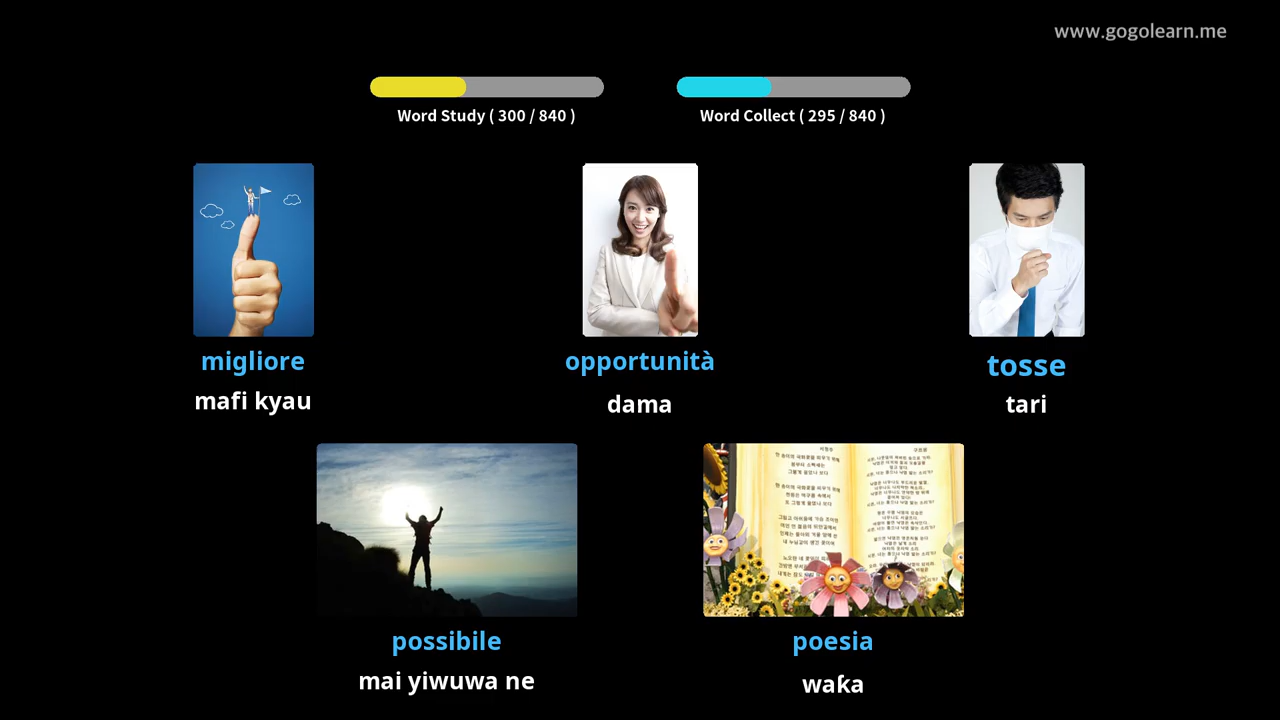 www.gogolearn.me
Word Study ( 300 / 840 )
Word Collect ( 295 / 840 )
migliore
opportunità
tosse
mafi kyau
dama
tari
possibile
poesia
mai yiwuwa ne
waƙa